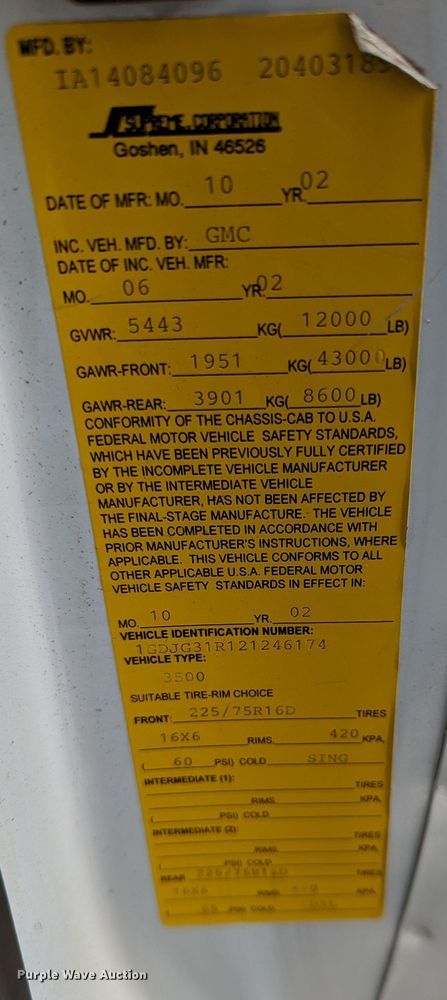 MFD. BY:
IA14084096 2040318
SUPREME CORPORATION
Goshen, IN 46526
DATE OF MFR: MO. 10 YR. 02
INC. VEH. MFD. BY: GMC
DATE OF INC. VEH. MFR:
MO. 06 YR. 02
GVWR: 5443 KG( 12000 LB)
GAWR-FRONT: 1951 KG( 43000 LB)
GAWR-REAR: 3901 KG( 8600 LB)
CONFORMITY OF THE CHASSIS-CAB TO U.S.A.
FEDERAL MOTOR VEHICLE SAFETY STANDARDS,
WHICH HAVE BEEN PREVIOUSLY FULLY CERTIFIED
BY THE INCOMPLETE VEHICLE MANUFACTURER
OR BY THE INTERMEDIATE VEHICLE
MANUFACTURER, HAS NOT BEEN AFFECTED BY
THE FINAL-STAGE MANUFACTURE. THE VEHICLE
HAS BEEN COMPLETED IN ACCORDANCE WITH
PRIOR MANUFACTURER'S INSTRUCTIONS, WHERE
APPLICABLE. THIS VEHICLE CONFORMS TO ALL
OTHER APPLICABLE U.S.A. FEDERAL MOTOR
VEHICLE SAFETY STANDARDS IN EFFECT IN:
MO. 10 YR. 02
VEHICLE IDENTIFICATION NUMBER:
1GDJG31R121246174
VEHICLE TYPE:
3500
SUITABLE TIRE-RIM CHOICE
FRONT: 225/75R16D TIRES
16X6 RIMS. 420 KPA,
( 60 PSI) COLD SING
INTERMEDIATE (1): TIRES
RIMS KPA,
( PSI) COLD
INTERMEDIATE (2): TIRES
RIMS. KPA,
( PSI) COLD
REAR 225/75R16D TIRES
16X6 RIMS KPA,
( 65 PSI) COLD
Purple Wave Auction